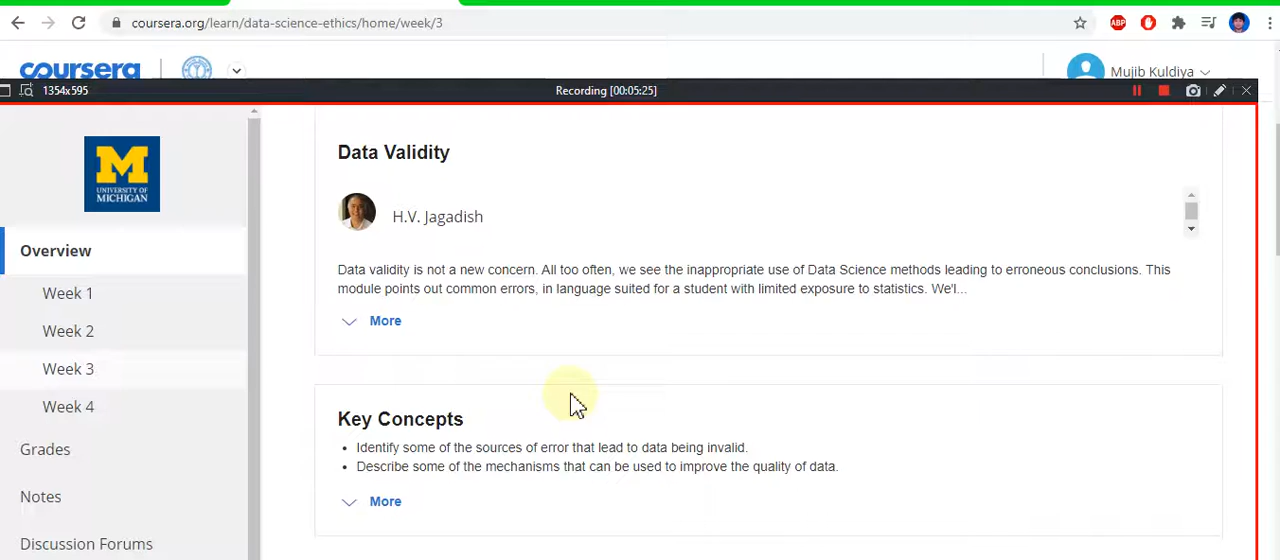 coursera.org/learn/data-science-ethics/home/week/3
ABP
coursera
Mujib Kuldiya
1354x595
Recording [00:05:25]
M
UNIVERSITY OF
MICHIGAN
Overview
Week 1
Week 2
Week 3
Week 4
Grades
Notes
Discussion Forums
Data Validity
H.V. Jagadish
Data validity is not a new concern. All too often, we see the inappropriate use of Data Science methods leading to erroneous conclusions. This
module points out common errors, in language suited for a student with limited exposure to statistics. We'l...
More
Key Concepts
• Identify some of the sources of error that lead to data being invalid.
• Describe some of the mechanisms that can be used to improve the quality of data.
More